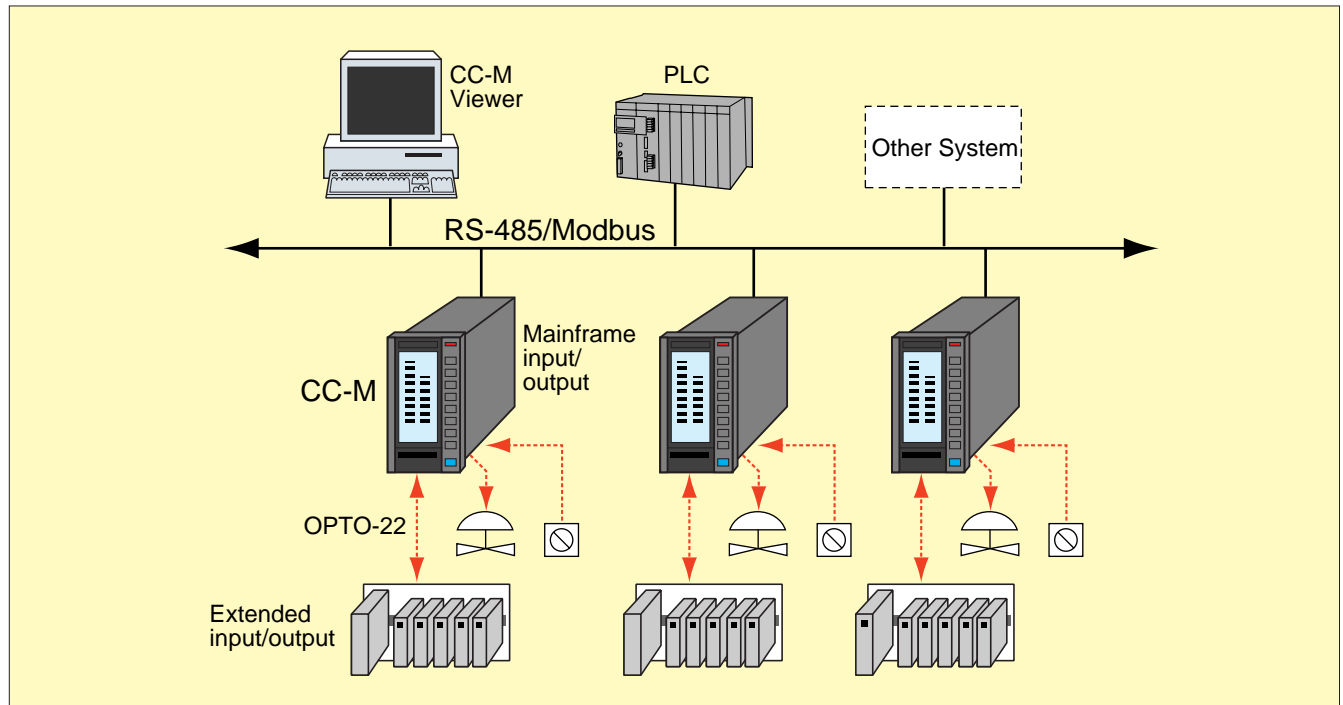 CC-M
Viewer
PLC
Other System
RS-485/Modbus
Mainframe
input/
output
CC-M
OPTO-22
Extended
input/output